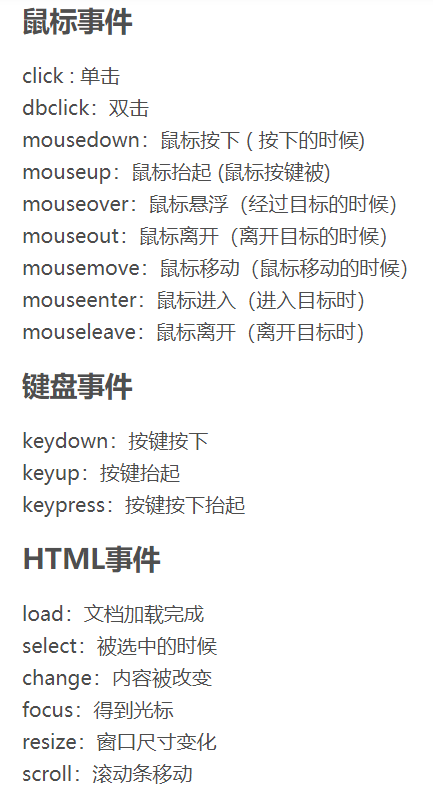 鼠标事件
click : 单击
dbclick：双击
mousedown：鼠标按下 ( 按下的时候)
mouseup：鼠标抬起 (鼠标按键被)
mouseover：鼠标悬浮（经过目标的时候）
mouseout：鼠标离开（离开目标的时候）
mousemove：鼠标移动（鼠标移动的时候）
mouseenter：鼠标进入（进入目标时）
mouseleave：鼠标离开（离开目标时）
键盘事件
keydown：按键按下
keyup：按键抬起
keypress：按键按下抬起
HTML事件
load：文档加载完成
select：被选中的时候
change：内容被改变
focus：得到光标
resize：窗口尺寸变化
scroll：滚动条移动